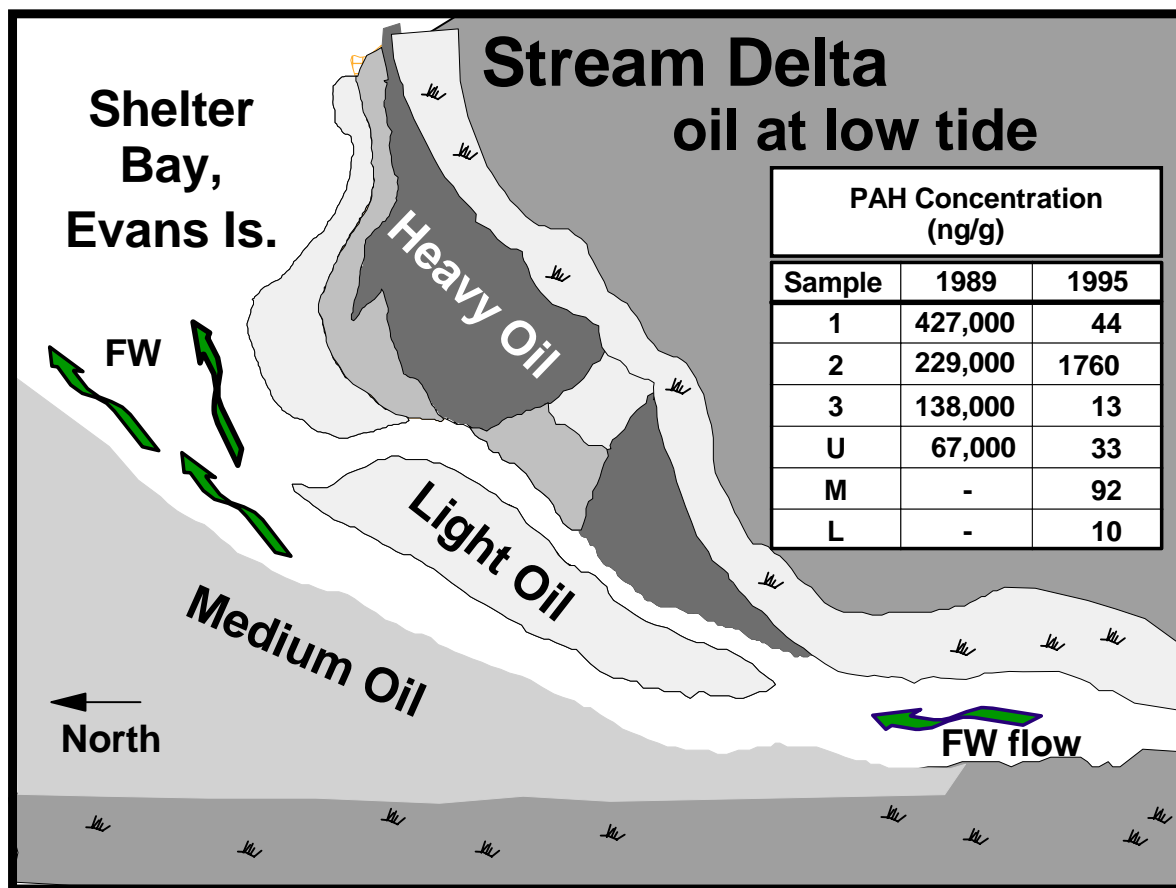 Stream Delta
oil at low tide
Shelter
Bay,
Evans Is.
PAH Concentration
(ng/g)
Sample 1989 1995
1 427,000 44
2 229,000 1760
3 138,000 13
U 67,000 33
M - 92
L - 10
Heavy Oil
FW
Light Oil
Medium Oil
North
FW flow